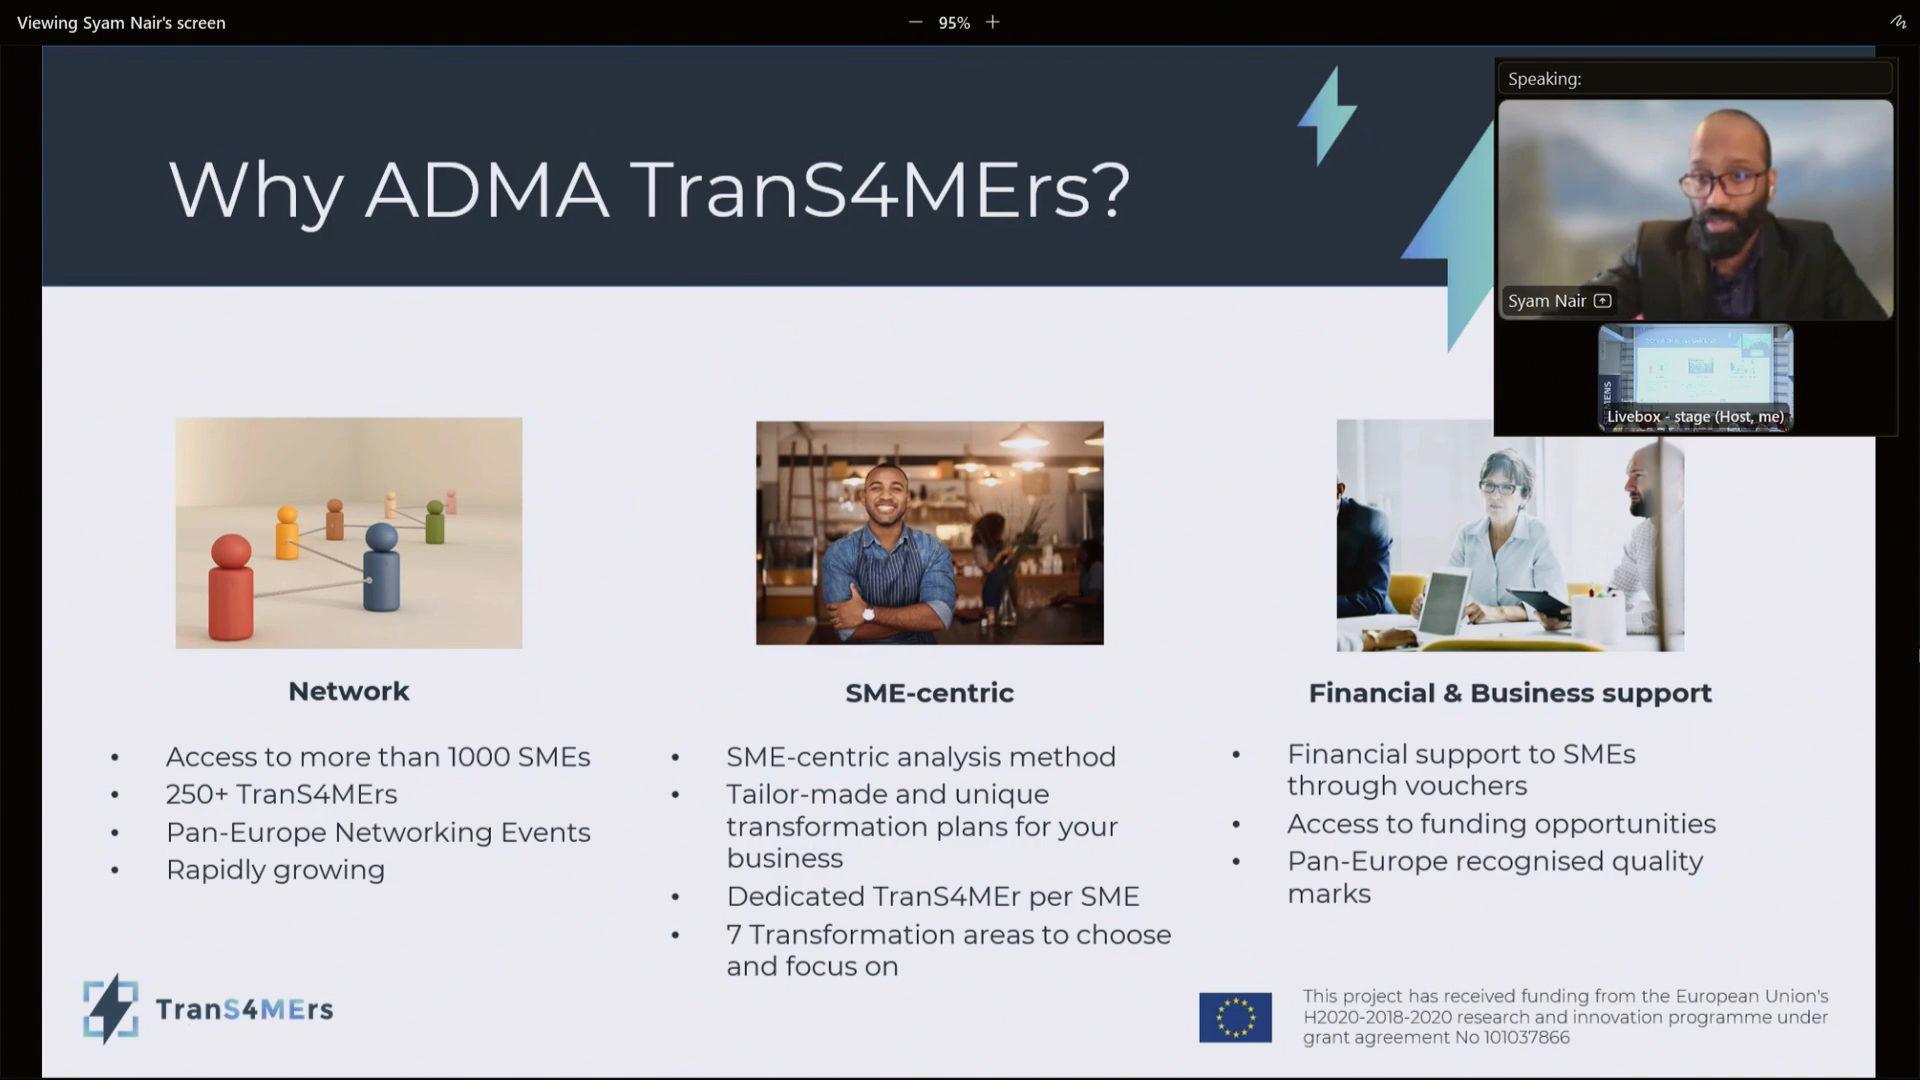 Viewing Syam Nair's screen
95%
Why ADMA TranS4MErs?
Speaking:
Syam Nair
Livebox - stage (Host, me)
Network
Access to more than 1000 SMEs
250+ TranS4MErs
Pan-Europe Networking Events
Rapidly growing
SME-centric
SME-centric analysis method
Tailor-made and unique
transformation plans for your
business
Dedicated TranS4MEr per SME
7 Transformation areas to choose
and focus on
Financial & Business support
Financial support to SMEs
through vouchers
Access to funding opportunities
Pan-Europe recognised quality
marks
TranS4MErs
This project has received funding from the European Union's
H2020-2018-2020 research and innovation programme under
grant agreement No 101037866